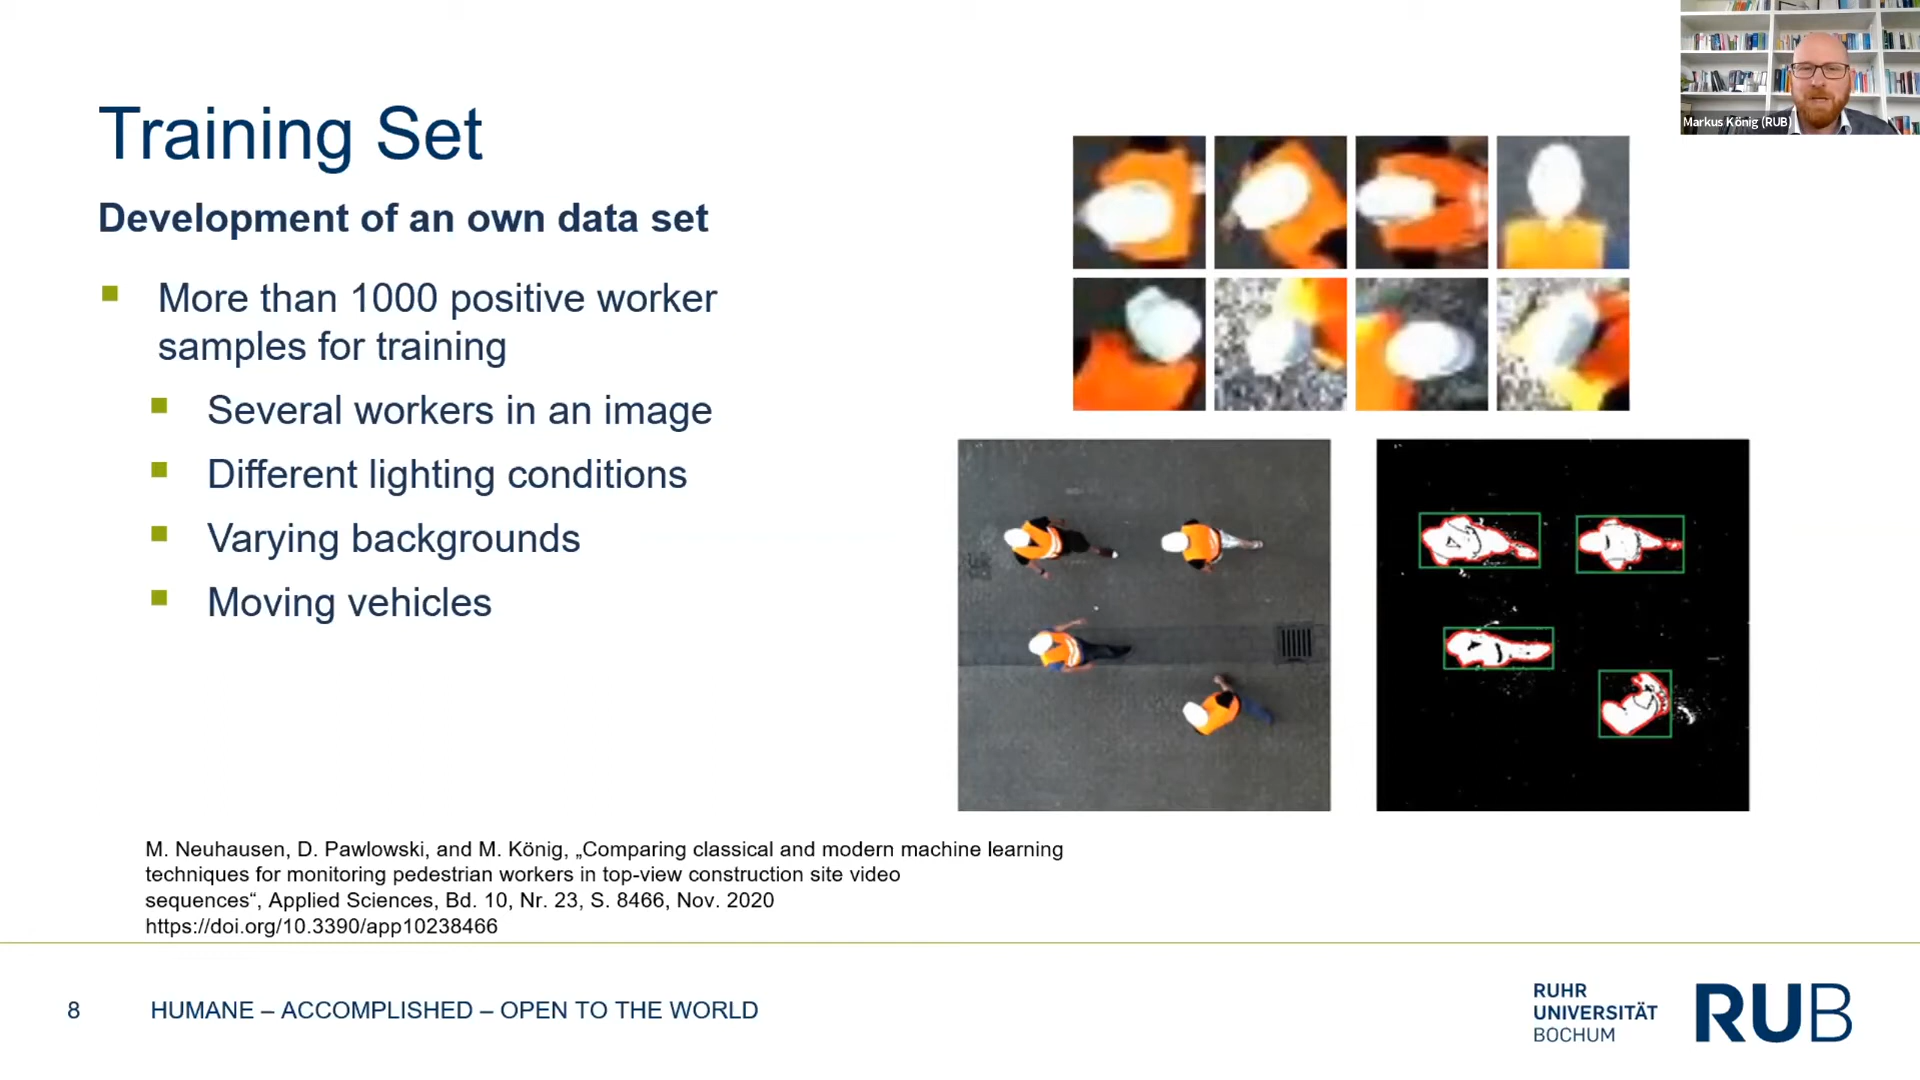 Markus König (RUB)
Training Set
Development of an own data set
More than 1000 positive worker
samples for training
Several workers in an image
Different lighting conditions
Varying backgrounds
Moving vehicles
M. Neuhausen, D. Pawlowski, and M. König, „Comparing classical and modern machine learning
techniques for monitoring pedestrian workers in top-view construction site video
sequences“, Applied Sciences, Bd. 10, Nr. 23, S. 8466, Nov. 2020
https://doi.org/10.3390/app10238466
8
HUMANE – ACCOMPLISHED – OPEN TO THE WORLD
RUHR
UNIVERSITÄT
BOCHUM
RUB